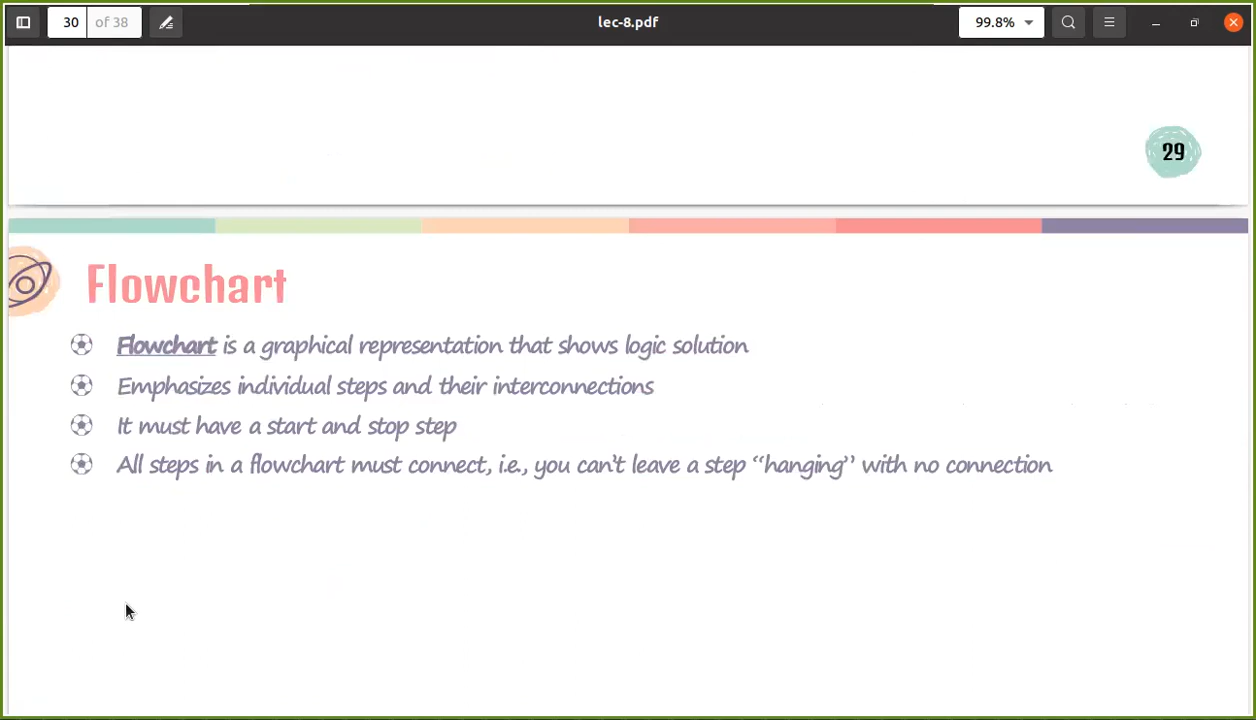 30 of 38
lec-8.pdf
99.8%
29
Flowchart
Flowchart is a graphical representation that shows logic solution
Emphasizes individual steps and their interconnections
It must have a start and stop step
All steps in a flowchart must connect, i.e., you can't leave a step “hanging” with no connection